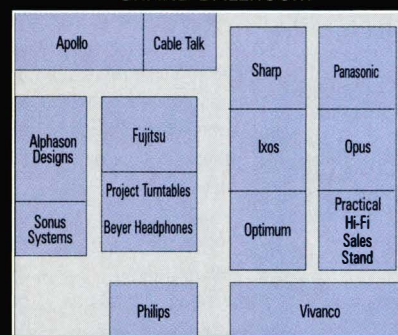 Apollo
Cable Talk
Sharp
Panasonic
Alphason
Designs
Fujitsu
Ixos
Opus
Sonus
Systems
Project Turntables
Beyer Headphones
Optimum
Practical
Hi-Fi
Sales
Stand
Philips
Vivanco